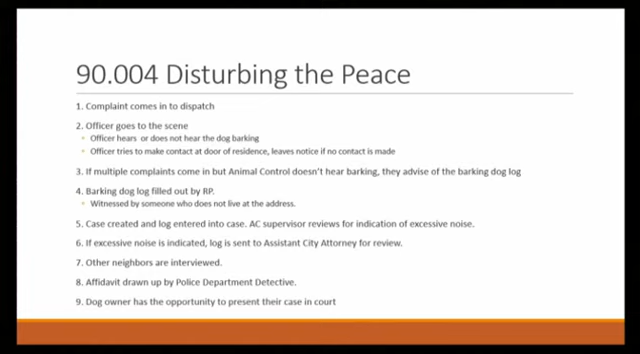 90.004 Disturbing the Peace
1. Complaint comes in to dispatch
2. Officer goes to the scene
• Officer hears or does not hear the dog barking
• Officer tries to make contact at door of residence, leaves notice if no contact is made
3. If multiple complaints come in but Animal Control doesn't hear barking, they advise of the barking dog log
4. Barking dog log filled out by RP.
• Witnessed by someone who does not live at the address.
5. Case created and log entered into case. AC supervisor reviews for indication of excessive noise.
6. If excessive noise is indicated, log is sent to Assistant City Attorney for review.
7. Other neighbors are interviewed.
8. Affidavit drawn up by Police Department Detective.
9. Dog owner has the opportunity to present their case in court